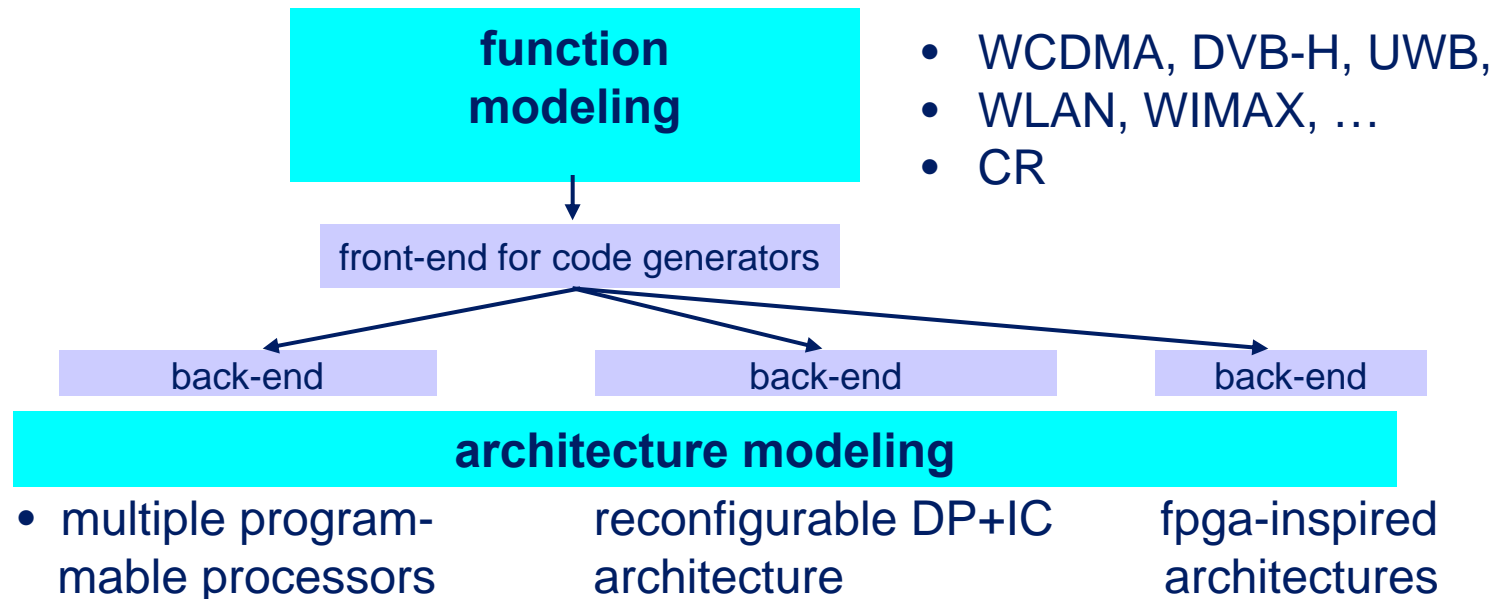 function
modeling
• WCDMA, DVB-H, UWB,
• WLAN, WIMAX, …
• CR
front-end for code generators
back-end
back-end
back-end
architecture modeling
• multiple program-
mable processors
reconfigurable DP+IC
architecture
fpga-inspired
architectures